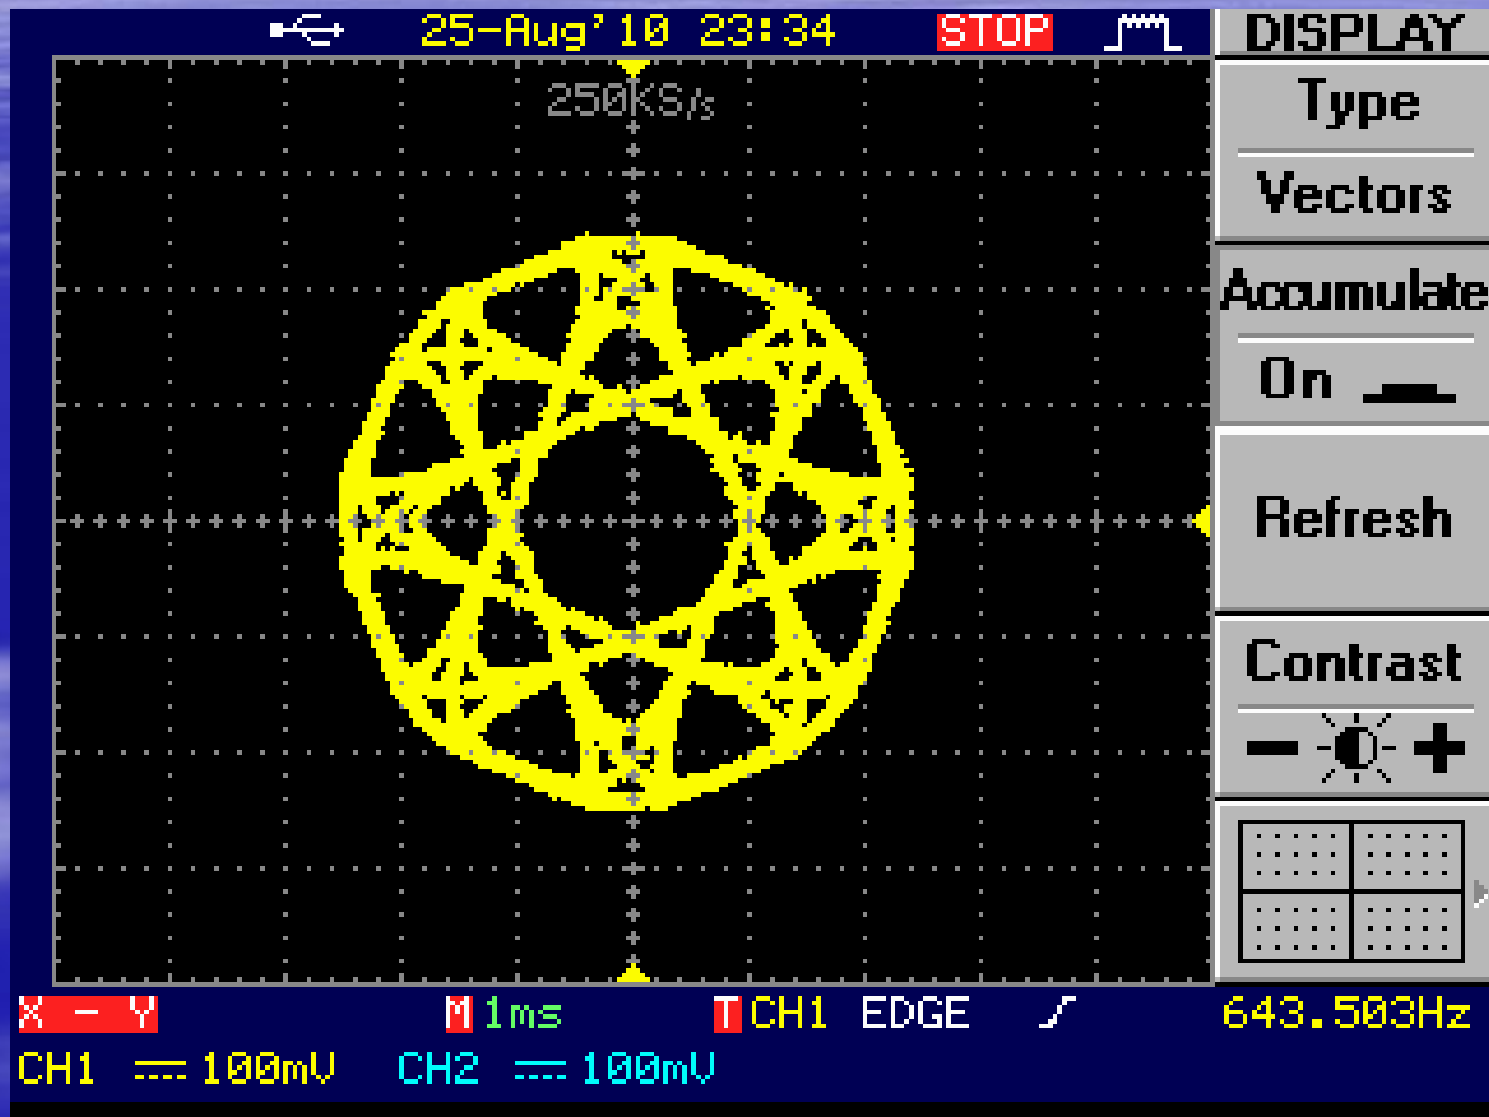 25-Aug'10 23:34 STOP
DISPLAY
250KS/s
Type
Vectors
Accumulate
On
Refresh
Contrast
X - Y M 1ms T CH1 EDGE 643.503Hz
CH1 100mV CH2 100mV